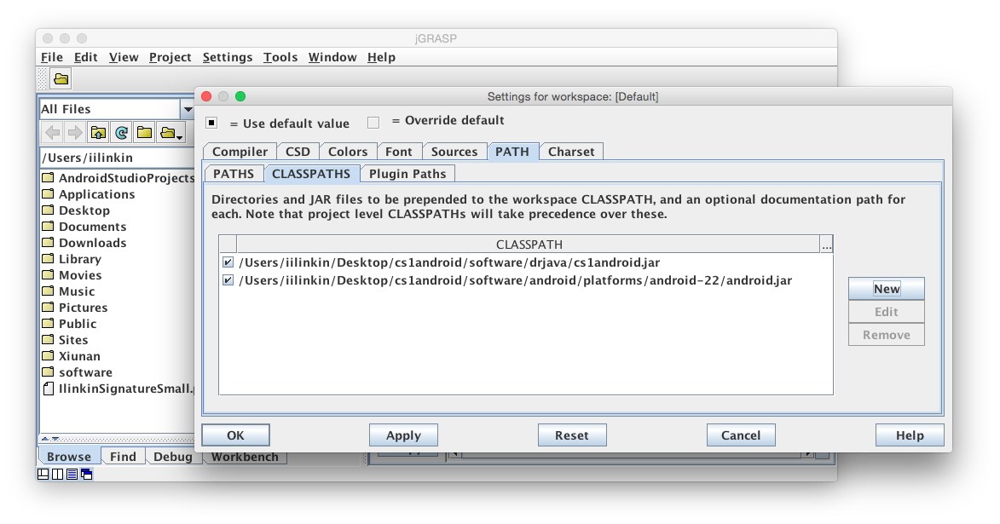 jGRASP
File Edit View Project Settings Tools Window Help
Settings for workspace: [Default]
All Files
= Use default value = Override default
Compiler CSD Colors Font Sources PATH Charset
/Users/iilinkin
PATHS CLASSPATHS Plugin Paths
AndroidStudioProjects
Applications
Desktop
Documents
Downloads
Library
Movies
Music
Pictures
Public
Sites
Xiunan
software
IlinkinSignatureSmall.
Directories and JAR files to be prepended to the workspace CLASSPATH, and an optional documentation path for
each. Note that project level CLASSPATHs will take precedence over these.
CLASSPATH ...
/Users/iilinkin/Desktop/cs1android/software/drjava/cs1android.jar
/Users/iilinkin/Desktop/cs1android/software/android/platforms/android-22/android.jar
New
Edit
Remove
OK Apply Reset Cancel Help
Browse Find Debug Workbench